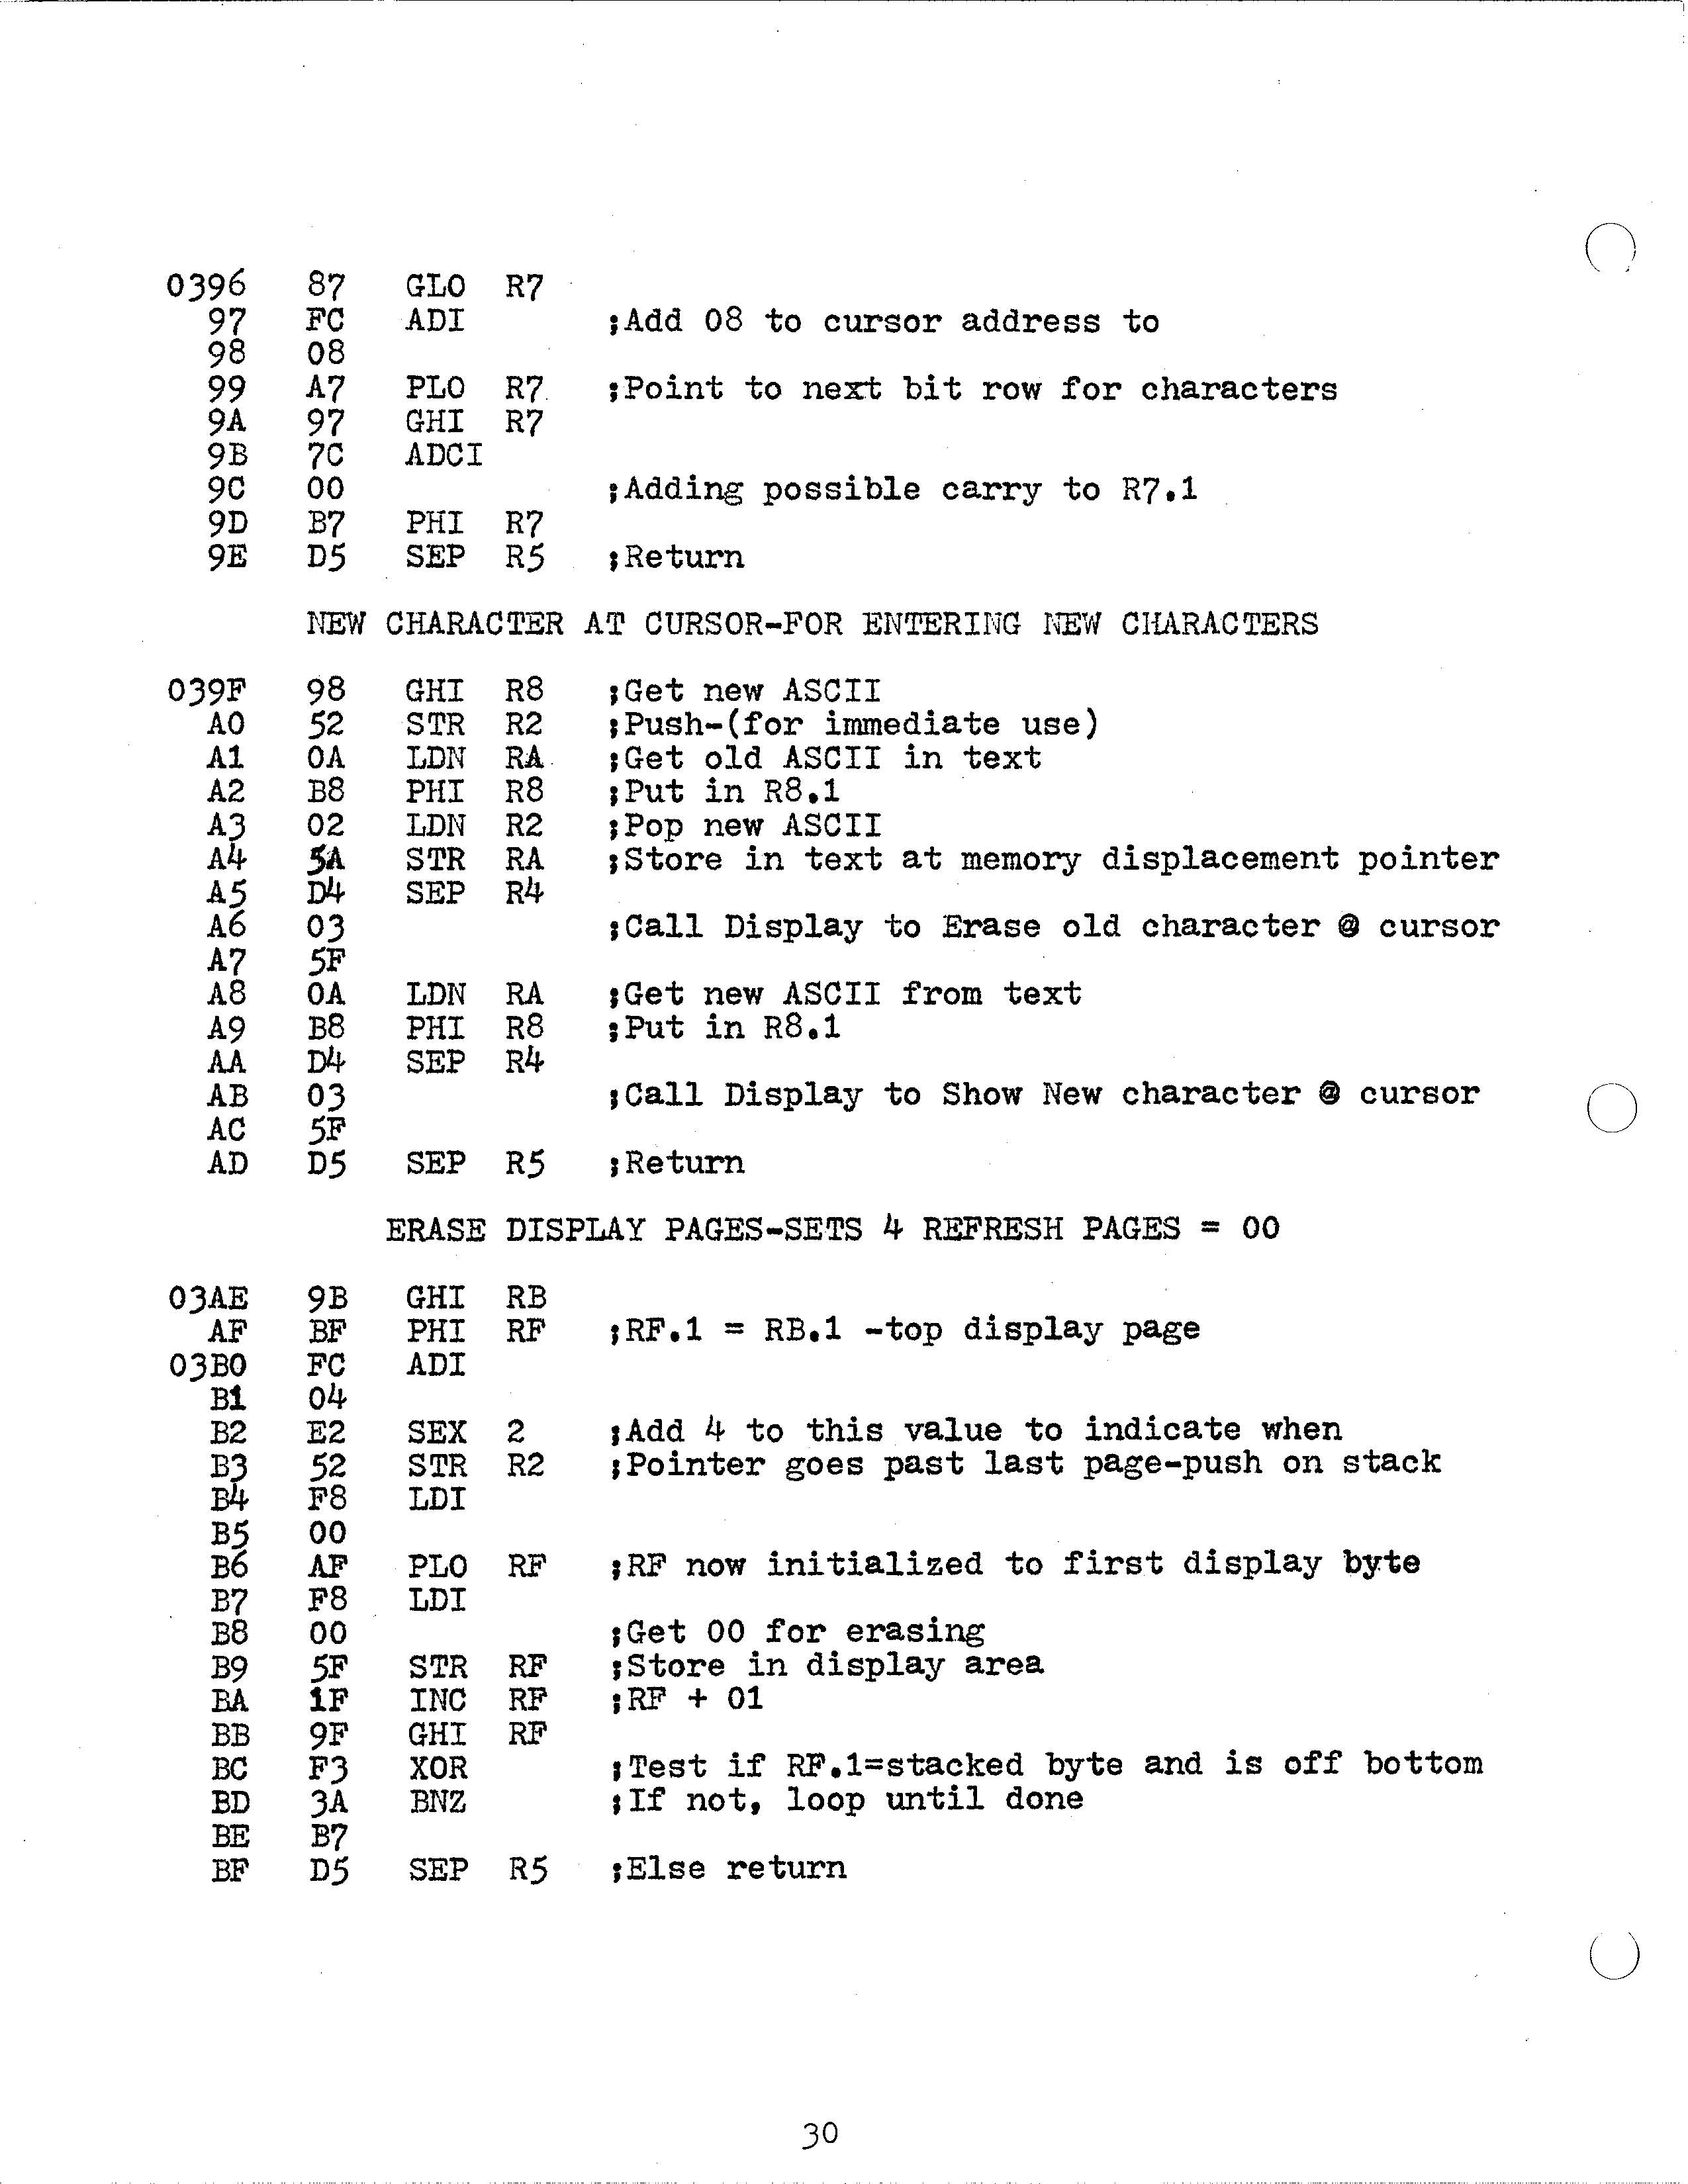 0396 87 GLO R7
97 FC ADI ;Add 08 to cursor address to
98 08
99 A7 PLO R7 ;Point to next bit row for characters
9A 97 GHI R7
9B 7C ADCI
9C 00 ;Adding possible carry to R7.1
9D B7 PHI R7
9E D5 SEP R5 ;Return
NEW CHARACTER AT CURSOR-FOR ENTERING NEW CHARACTERS
039F 98 GHI R8 ;Get new ASCII
A0 52 STR R2 ;Push-(for immediate use)
A1 0A LDN RA ;Get old ASCII in text
A2 B8 PHI R8 ;Put in R8.1
A3 02 LDN R2 ;Pop new ASCII
A4 5A STR RA ;Store in text at memory displacement pointer
A5 D4 SEP R4
A6 03 ;Call Display to Erase old character @ cursor
A7 5F
A8 0A LDN RA ;Get new ASCII from text
A9 B8 PHI R8 ;Put in R8.1
AA D4 SEP R4
AB 03 ;Call Display to Show New character @ cursor
AC 5F
AD D5 SEP R5 ;Return
ERASE DISPLAY PAGES-SETS 4 REFRESH PAGES = 00
03AE 9B GHI RB
AF BF PHI RF ;RF.1 = RB.1 -top display page
03B0 FC ADI
B1 04
B2 E2 SEX 2 ;Add 4 to this value to indicate when
B3 52 STR R2 ;Pointer goes past last page-push on stack
B4 F8 LDI
B5 00
B6 AF PLO RF ;RF now initialized to first display byte
B7 F8 LDI
B8 00 ;Get 00 for erasing
B9 5F STR RF ;Store in display area
BA 1F INC RF ;RF + 01
BB 9F GHI RF
BC F3 XOR ;Test if RF.1=stacked byte and is off bottom
BD 3A BNZ ;If not, loop until done
BE B7
BF D5 SEP R5 ;Else return
30